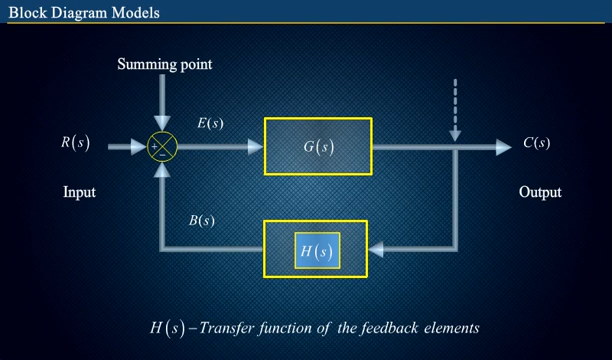 Block Diagram Models
Summing point
E(s)
R(s)
+
−
G(s)
C(s)
Input
Output
B(s)
H(s)
H(s) – Transfer function of the feedback elements